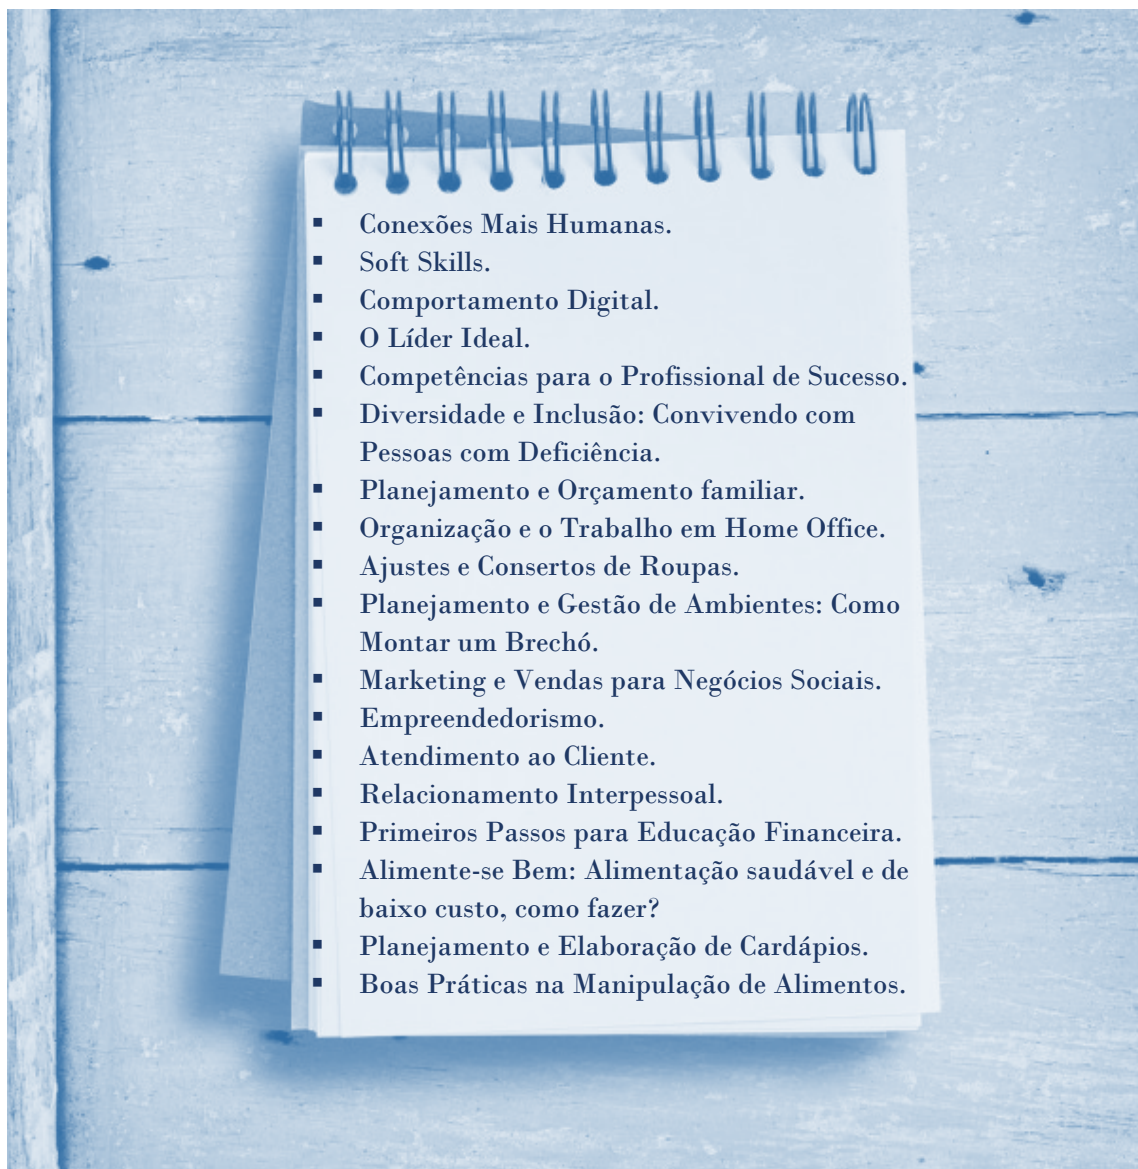 ▪ Conexões Mais Humanas.
▪ Soft Skills.
▪ Comportamento Digital.
▪ O Líder Ideal.
▪ Competências para o Profissional de Sucesso.
▪ Diversidade e Inclusão: Convivendo com
Pessoas com Deficiência.
▪ Planejamento e Orçamento familiar.
▪ Organização e o Trabalho em Home Office.
▪ Ajustes e Consertos de Roupas.
▪ Planejamento e Gestão de Ambientes: Como
Montar um Brechó.
▪ Marketing e Vendas para Negócios Sociais.
▪ Empreendedorismo.
▪ Atendimento ao Cliente.
▪ Relacionamento Interpessoal.
▪ Primeiros Passos para Educação Financeira.
▪ Alimente-se Bem: Alimentação saudável e de
baixo custo, como fazer?
▪ Planejamento e Elaboração de Cardápios.
▪ Boas Práticas na Manipulação de Alimentos.